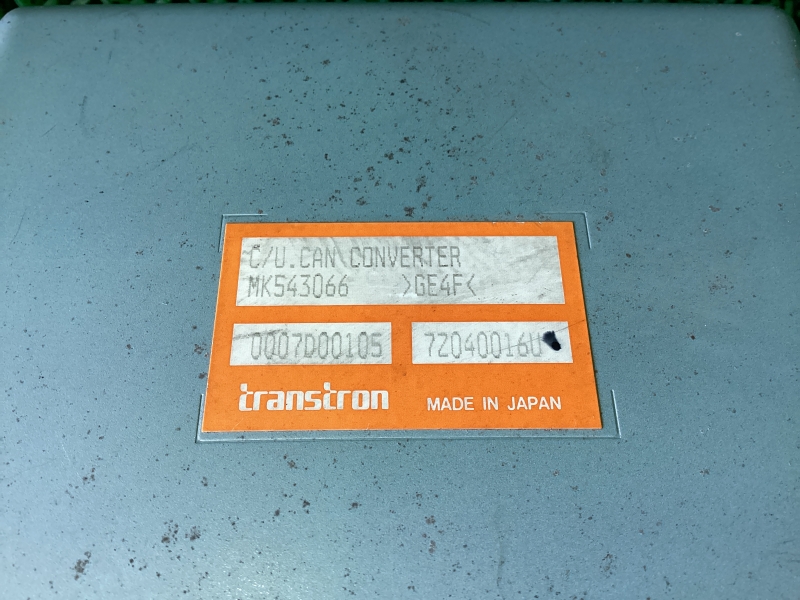 C/U.CAN CONVERTER
MK543066 >GE4F<
0Q07D00105 7Z040016U
transtron MADE IN JAPAN